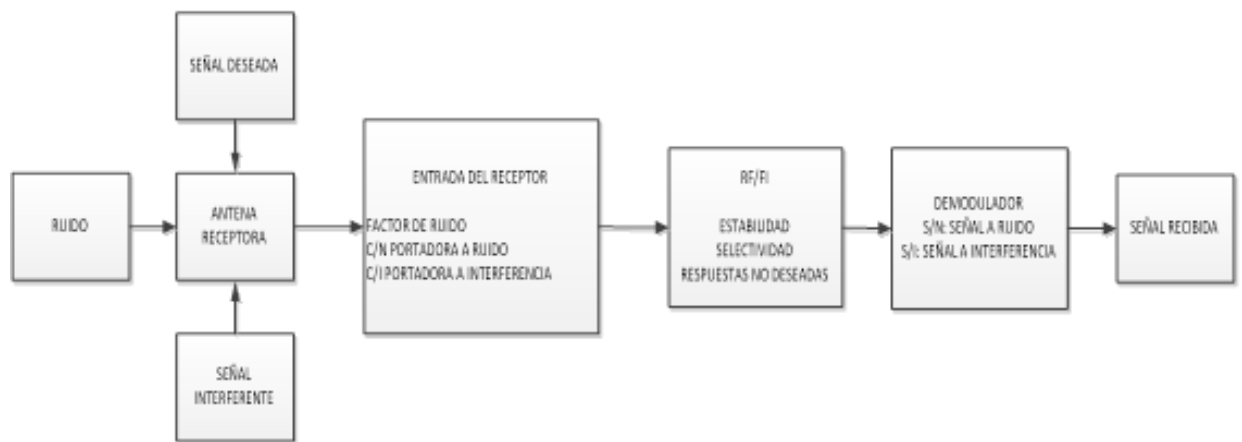 SEÑAL DESEADA
RUIDO
ANTENA
RECEPTORA
SEÑAL
INTERFERENTE
ENTRADA DEL RECEPTOR
FACTOR DE RUIDO
C/N PORTADORA A RUIDO
C/I PORTADORA A INTERFERENCIA
RF/FI
ESTABILIDAD
SELECTIVIDAD
RESPUESTAS NO DESEADAS
DEMODULADOR
S/N: SEÑAL A RUIDO
S/I: SEÑAL A INTERFERENCIA
SEÑAL RECIBIDA